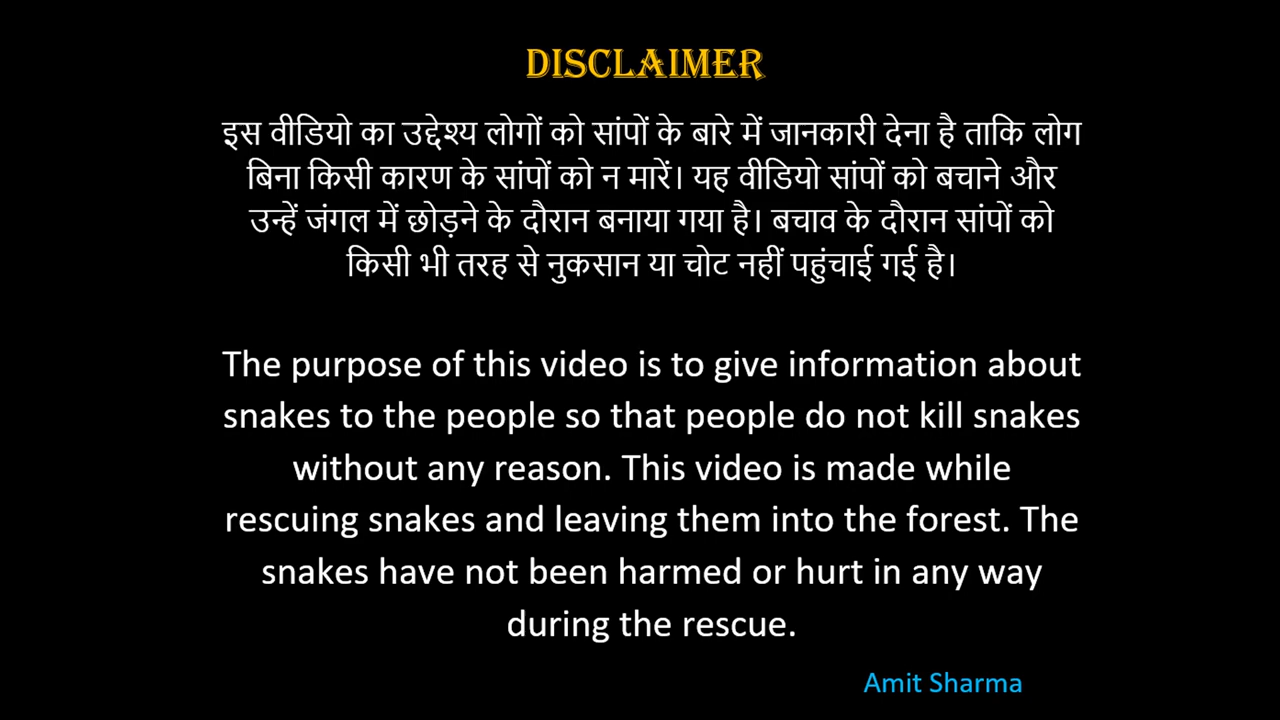 DISCLAIMER
इस वीडियो का उद्देश्य लोगों को सांपों के बारे में जानकारी देना है ताकि लोग
बिना किसी कारण के सांपों को न मारें। यह वीडियो सांपों को बचाने और
उन्हें जंगल में छोड़ने के दौरान बनाया गया है। बचाव के दौरान सांपों को
किसी भी तरह से नुकसान या चोट नहीं पहुंचाई गई है।
The purpose of this video is to give information about
snakes to the people so that people do not kill snakes
without any reason. This video is made while
rescuing snakes and leaving them into the forest. The
snakes have not been harmed or hurt in any way
during the rescue.
Amit Sharma